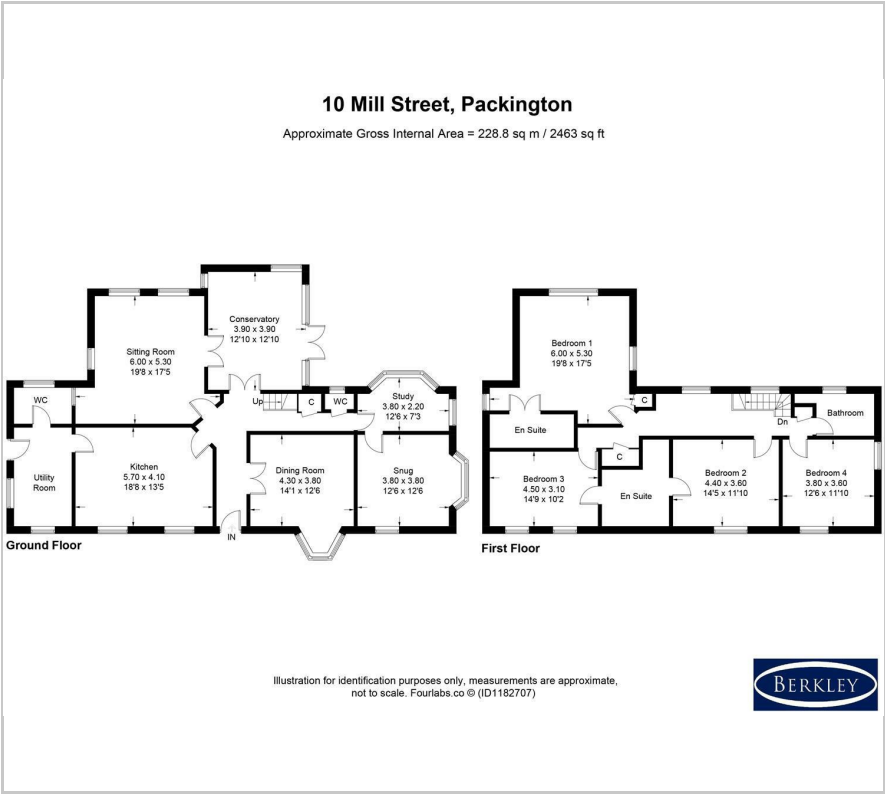 10 Mill Street, Packington
Approximate Gross Internal Area = 228.8 sq m / 2463 sq ft
Conservatory
3.90 x 3.90
12'10 x 12'10
Sitting Room
6.00 x 5.30
19'8 x 17'5
WC
Up
C
WC
Study
3.80 x 2.20
12'6 x 7'3
Utility
Room
Kitchen
5.70 x 4.10
18'8 x 13'5
Dining Room
4.30 x 3.80
14'1 x 12'6
Snug
3.80 x 3.80
12'6 x 12'6
IN
Ground Floor
Bedroom 1
6.00 x 5.30
19'8 x 17'5
C
En Suite
Dn
Bathroom
C
Bedroom 3
4.50 x 3.10
14'9 x 10'2
En Suite
Bedroom 2
4.40 x 3.60
14'5 x 11'10
Bedroom 4
3.80 x 3.60
12'6 x 11'10
First Floor
Illustration for identification purposes only, measurements are approximate,
not to scale. Fourlabs.co © (ID1182707)
BERKLEY